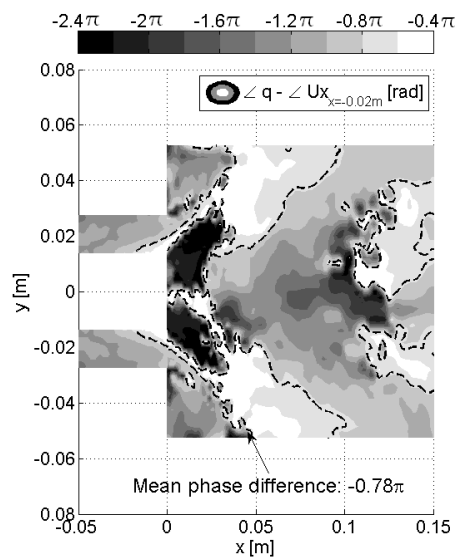 -2.4π -2π -1.6π -1.2π -0.8π -0.4π
0.08
∠ q - ∠ Ux x=-0.02m [rad]
0.06
0.04
0.02
0
-0.02
-0.04
-0.06
0.08
y [m]
Mean phase difference: -0.78π
-0.05 0 0.05 0.1 0.15
x [m]